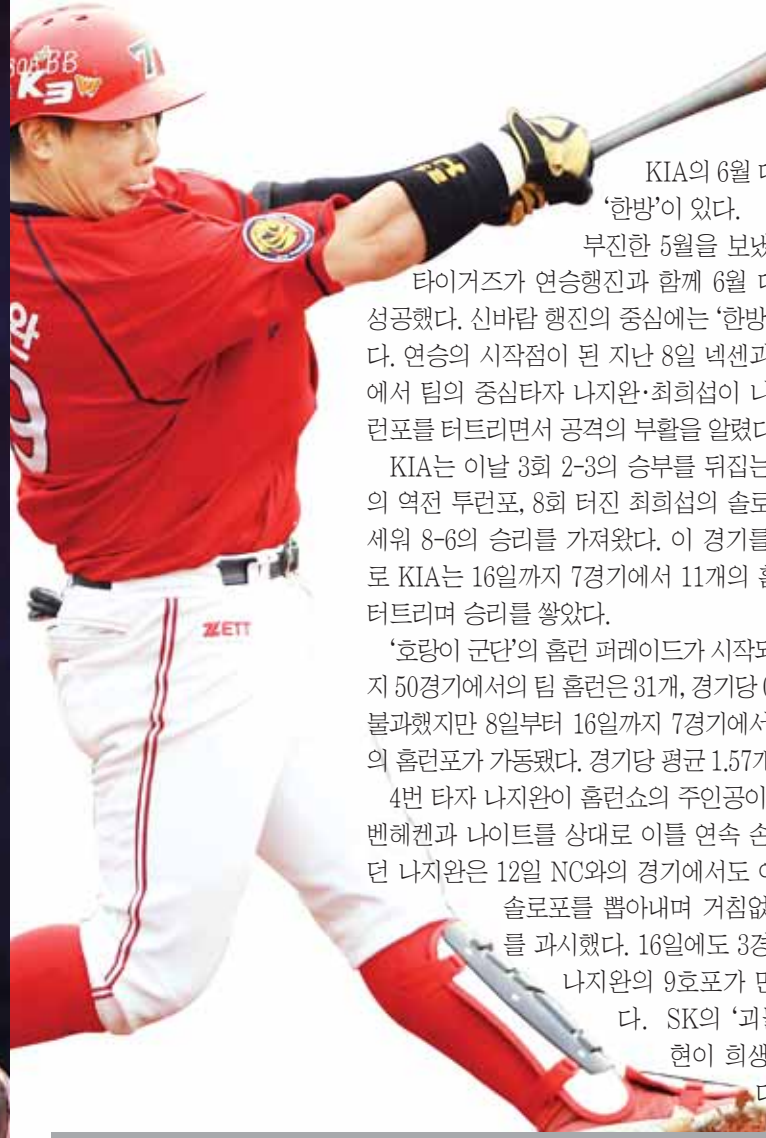 K3
ZETT
완
9
KIA의 6월
‘한방’이 있다.
부진한 5월을 보냈
타이거즈가 연승행진과 함께 6월
성공했다. 신바람 행진의 중심에는 ‘한방
다. 연승의 시작점이 된 지난 8일 넥센과
에서 팀의 중심타자 나지완·최희섭이 나
런포를 터트리면서 공격의 부활을 알렸다
KIA는 이날 3회 2-3의 승부를 뒤집는
의 역전 투런포, 8회 터진 최희섭의 솔로
세워 8-6의 승리를 가져왔다. 이 경기를
로 KIA는 16일까지 7경기에서 11개의 홈
터트리며 승리를 쌓았다.
‘호랑이 군단’의 홈런 퍼레이드가 시작되
지 50경기에서의 팀 홈런은 31개, 경기당
불과했지만 8일부터 16일까지 7경기에서
의 홈런포가 가동됐다. 경기당 평균 1.57개
4번 타자 나지완이 홈런쇼의 주인공이
벤헤켄과 나이트를 상대로 이틀 연속 손
던 나지완은 12일 NC와의 경기에서도
솔로포를 뽑아내며 거침없
를 과시했다. 16일에도 3경
나지완의 9호포가
다. SK의 ‘괴물
현이 희생